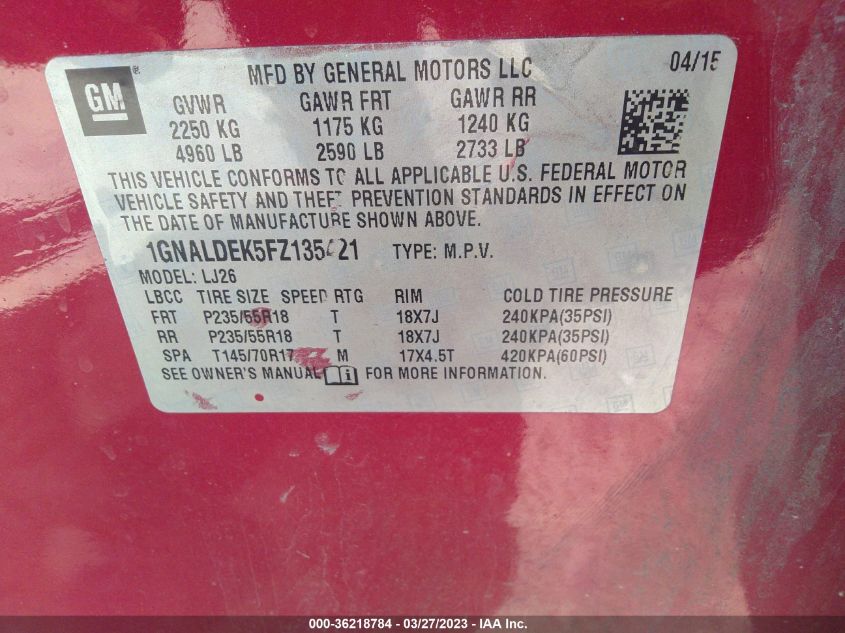 GM
®
MFD BY GENERAL MOTORS LLC 04/15
GVWR GAWR FRT GAWR RR
2250 KG 1175 KG 1240 KG
4960 LB 2590 LB 2733 LB
THIS VEHICLE CONFORMS TO ALL APPLICABLE U.S. FEDERAL MOTOR
VEHICLE SAFETY AND THEFT PREVENTION STANDARDS IN EFFECT ON
THE DATE OF MANUFACTURE SHOWN ABOVE.
1GNALDEK5FZ135421 TYPE: M.P.V.
MODEL: LJ26
LBCC TIRE SIZE SPEED RTG RIM COLD TIRE PRESSURE
FRT P235/55R18 T 18X7J 240KPA(35PSI)
RR P235/55R18 T 18X7J 240KPA(35PSI)
SPA T145/70R17 M 17X4.5T 420KPA(60PSI)
SEE OWNER'S MANUAL FOR MORE INFORMATION.
000-36218784 - 03/27/2023 - IAA Inc.